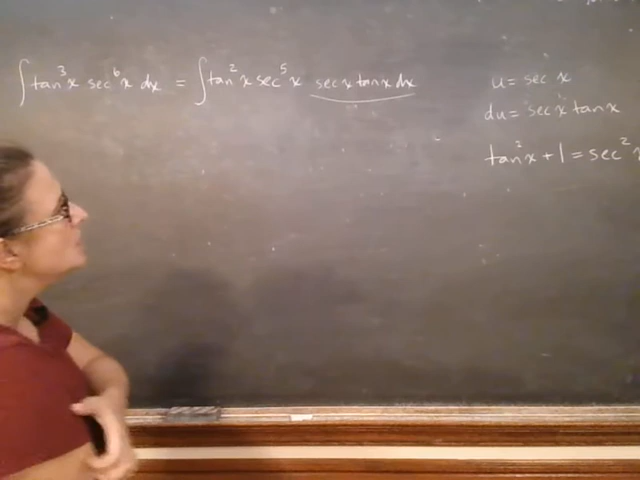 ∫tan³x sec⁶x dx = ∫tan²x sec⁵x sec x tan x dx
u = sec x
du = sec x tan x
tan²x + 1 = sec²x